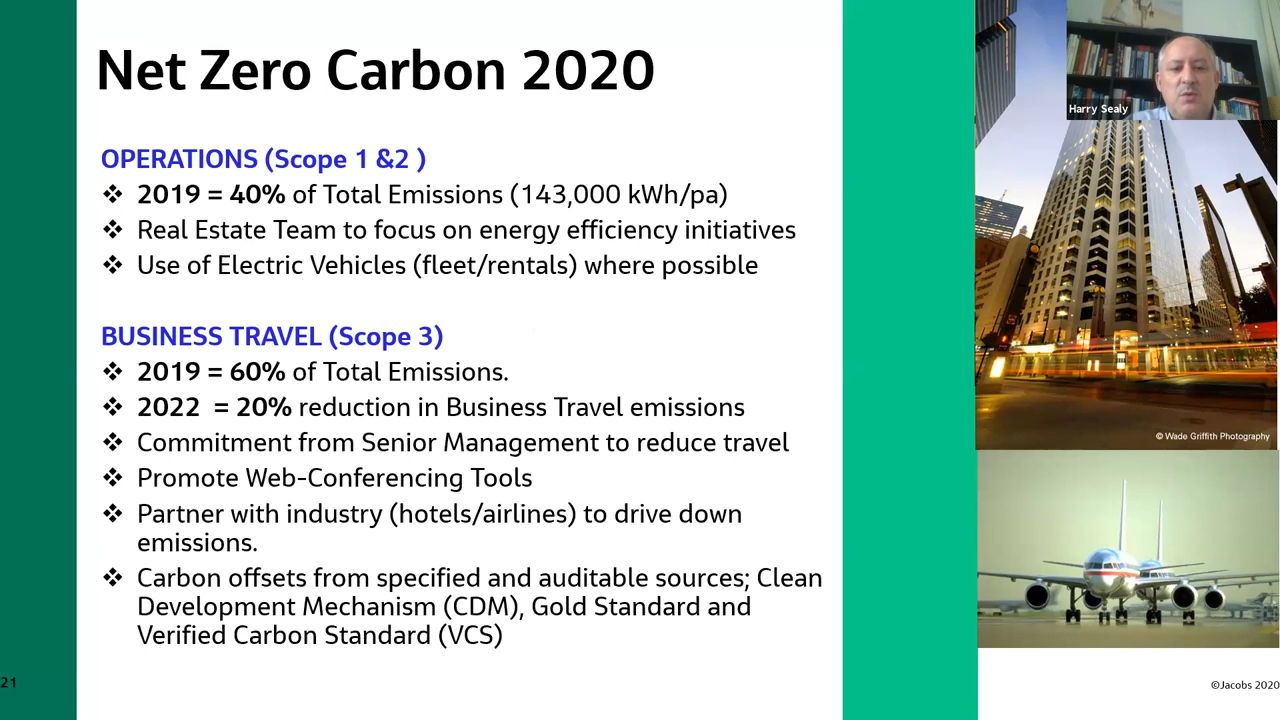 Net Zero Carbon 2020
OPERATIONS (Scope 1 &2 )
❖ 2019 = 40% of Total Emissions (143,000 kWh/pa)
❖ Real Estate Team to focus on energy efficiency initiatives
❖ Use of Electric Vehicles (fleet/rentals) where possible
BUSINESS TRAVEL (Scope 3)
❖ 2019 = 60% of Total Emissions.
❖ 2022 = 20% reduction in Business Travel emissions
❖ Commitment from Senior Management to reduce travel
❖ Promote Web-Conferencing Tools
❖ Partner with industry (hotels/airlines) to drive down
emissions.
❖ Carbon offsets from specified and auditable sources; Clean
Development Mechanism (CDM), Gold Standard and
Verified Carbon Standard (VCS)
21
Harry Sealy
© Wade Griffith Photography
©Jacobs 2020